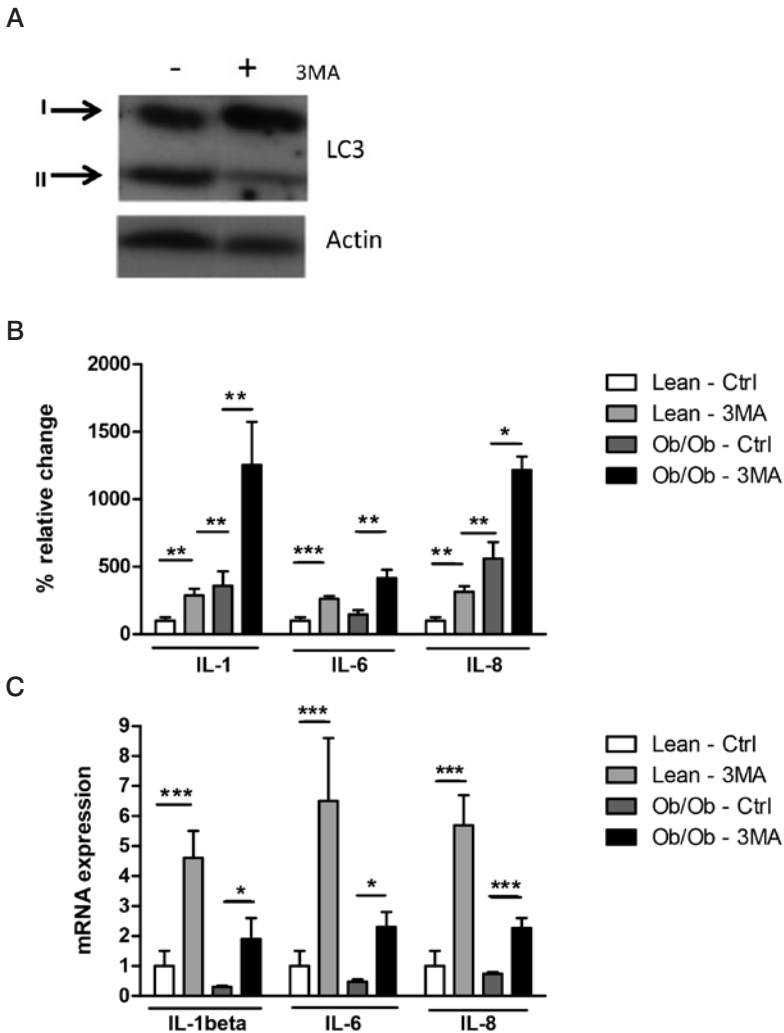 A
- + 3MA
I
LC3
II
Actin
B
% relative change
2000
1500
1000
500
0
** ** ** *** ** ** ** *
IL-1 IL-6 IL-8
Lean - Ctrl
Lean - 3MA
Ob/Ob - Ctrl
Ob/Ob - 3MA
C
mRNA expression
9
8
7
6
5
4
3
2
1
0
*** * *** * *** ***
IL-1beta IL-6 IL-8
Lean - Ctrl
Lean - 3MA
Ob/Ob - Ctrl
Ob/Ob - 3MA